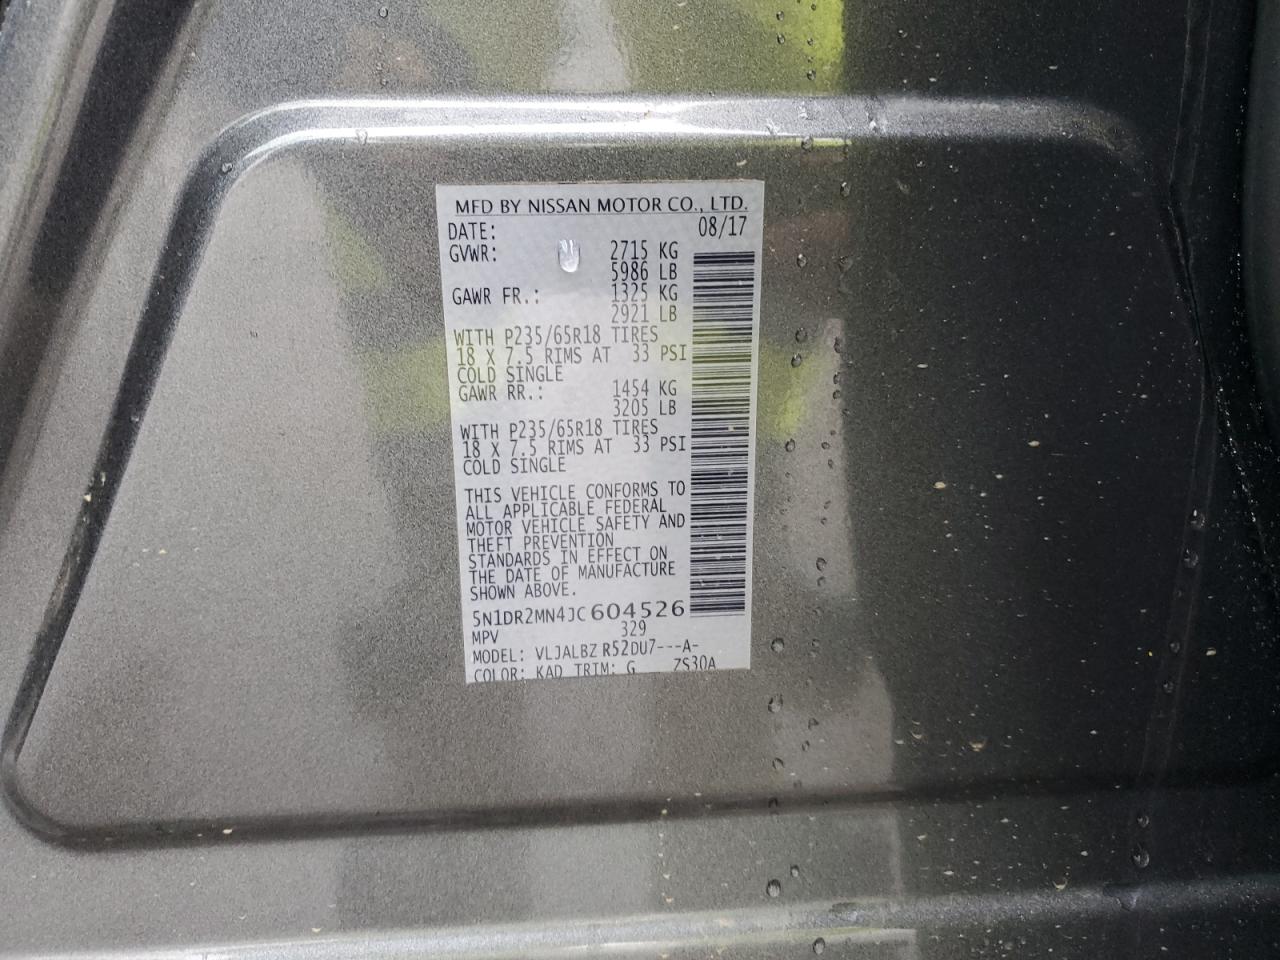 MFD BY NISSAN MOTOR CO., LTD.
DATE: 08/17
GVWR: 2715 KG
5986 LB
GAWR FR.: 1325 KG
2921 LB
WITH P235/65R18 TIRES
18 X 7.5 RIMS AT 33 PSI
COLD SINGLE
GAWR RR.: 1454 KG
3205 LB
WITH P235/65R18 TIRES
18 X 7.5 RIMS AT 33 PSI
COLD SINGLE
THIS VEHICLE CONFORMS TO
ALL APPLICABLE FEDERAL
MOTOR VEHICLE SAFETY AND
THEFT PREVENTION
STANDARDS IN EFFECT ON
THE DATE OF MANUFACTURE
SHOWN ABOVE.
5N1DR2MN4JC604526
MPV 329
MODEL: VLJALBZ R52DU7---A-
COLOR: KAD TRIM: G ZS30A